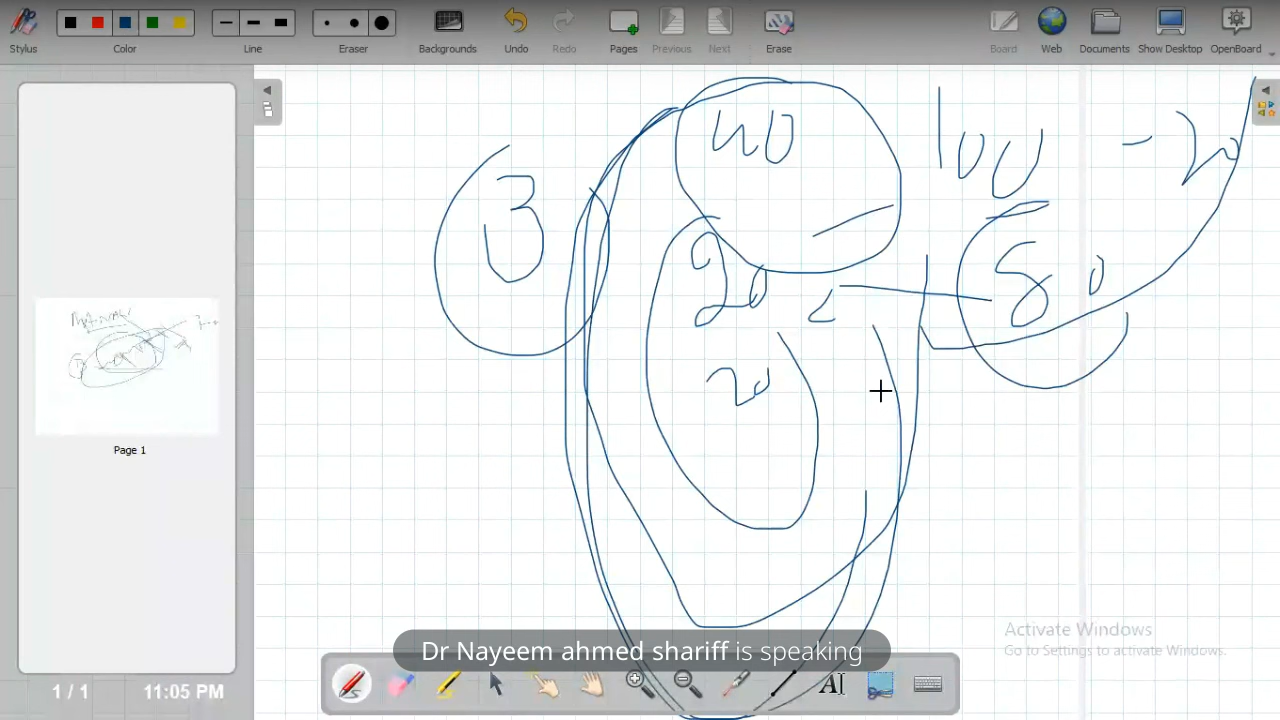 Stylus
Color
Line
Eraser
Backgrounds
Undo
Redo
Pages
Previous
Next
Erase
Board
Web
Documents
Show Desktop
OpenBoard
40
100 - 20
3
20
80
20
Page 1
Activate Windows
Go to Settings to activate Windows.
Dr Nayeem ahmed shariff is speaking
1 / 1
11:05 PM
AI